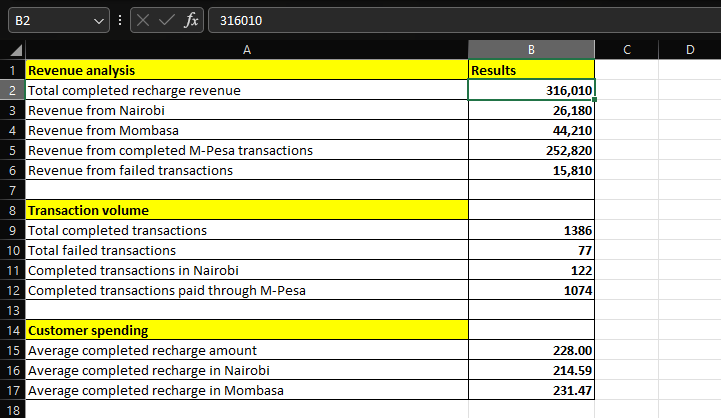 B2 fx 316010
A B C D
1 Revenue analysis Results
2 Total completed recharge revenue 316,010
3 Revenue from Nairobi 26,180
4 Revenue from Mombasa 44,210
5 Revenue from completed M-Pesa transactions 252,820
6 Revenue from failed transactions 15,810
7
8 Transaction volume
9 Total completed transactions 1386
10 Total failed transactions 77
11 Completed transactions in Nairobi 122
12 Completed transactions paid through M-Pesa 1074
13
14 Customer spending
15 Average completed recharge amount 228.00
16 Average completed recharge in Nairobi 214.59
17 Average completed recharge in Mombasa 231.47
18